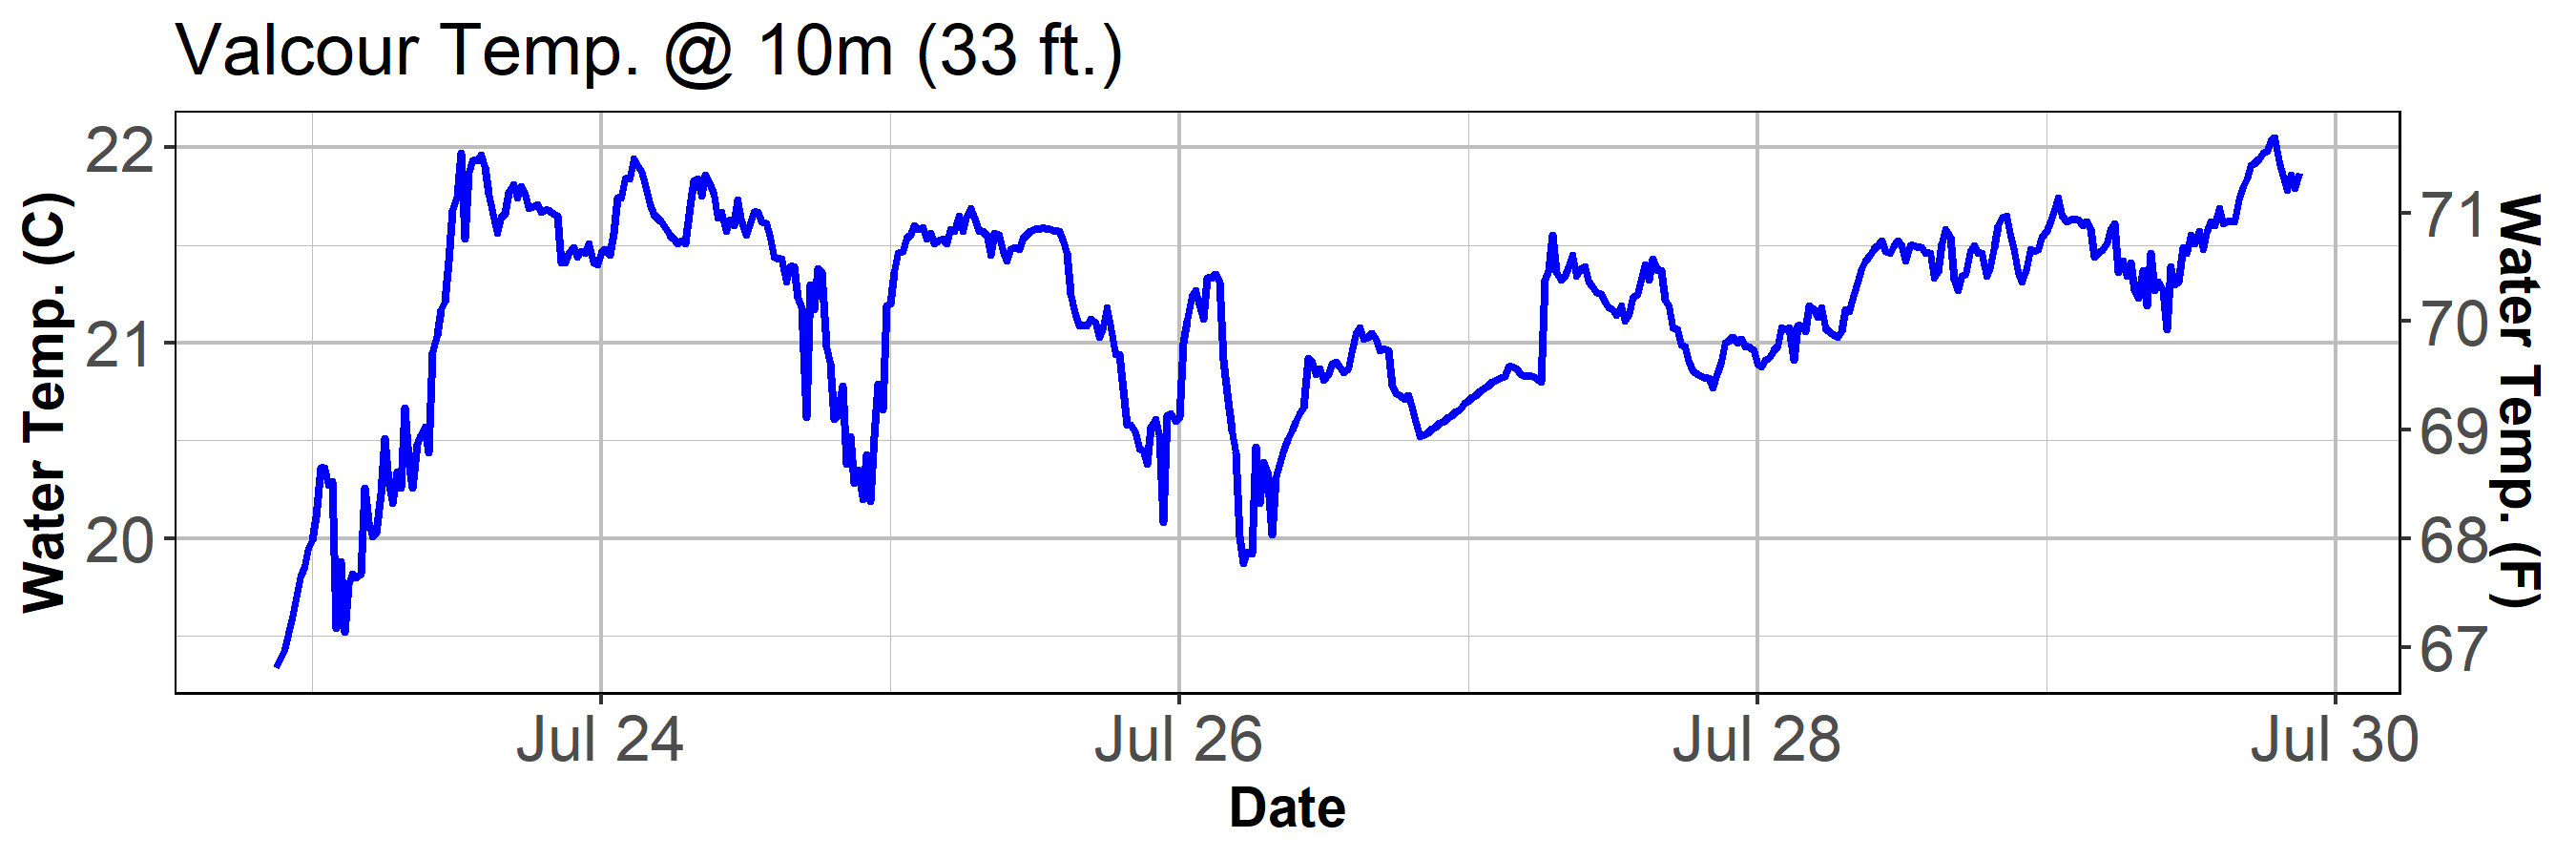 Valcour Temp. @ 10m (33 ft.)
Water Temp. (C)
22
21
20
71
70
69
68
67
Water Temp. (F)
Jul 24
Jul 26
Jul 28
Jul 30
Date